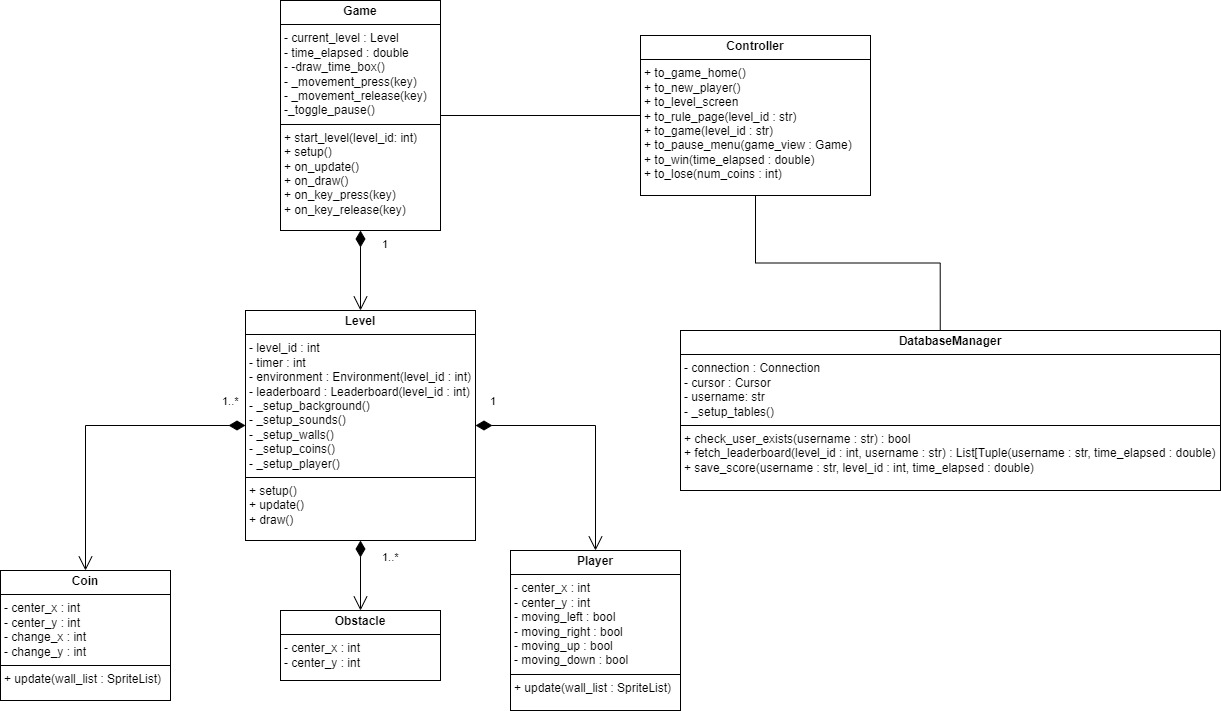 Game
- current_level : Level
- time_elapsed : double
- -draw_time_box()
- _movement_press(key)
- _movement_release(key)
-_toggle_pause()
+ start_level(level_id: int)
+ setup()
+ on_update()
+ on_draw()
+ on_key_press(key)
+ on_key_release(key)
Controller
+ to_game_home()
+ to_new_player()
+ to_level_screen
+ to_rule_page(level_id : str)
+ to_game(level_id : str)
+ to_pause_menu(game_view : Game)
+ to_win(time_elapsed : double)
+ to_lose(num_coins : int)
1
Level
- level_id : int
- timer : int
- environment : Environment(level_id : int)
- leaderboard : Leaderboard(level_id : int)
- _setup_background()
- _setup_sounds()
- _setup_walls()
- _setup_coins()
- _setup_player()
+ setup()
+ update()
+ draw()
DatabaseManager
- connection : Connection
- cursor : Cursor
- username: str
- _setup_tables()
+ check_user_exists(username : str) : bool
+ fetch_leaderboard(level_id : int, username : str) : List[Tuple(username : str, time_elapsed : double)
+ save_score(username : str, level_id : int, time_elapsed : double)
1..*
1
1..*
Coin
- center_x : int
- center_y : int
- change_x : int
- change_y : int
+ update(wall_list : SpriteList)
Obstacle
- center_x : int
- center_y : int
Player
- center_x : int
- center_y : int
- moving_left : bool
- moving_right : bool
- moving_up : bool
- moving_down : bool
+ update(wall_list : SpriteList)